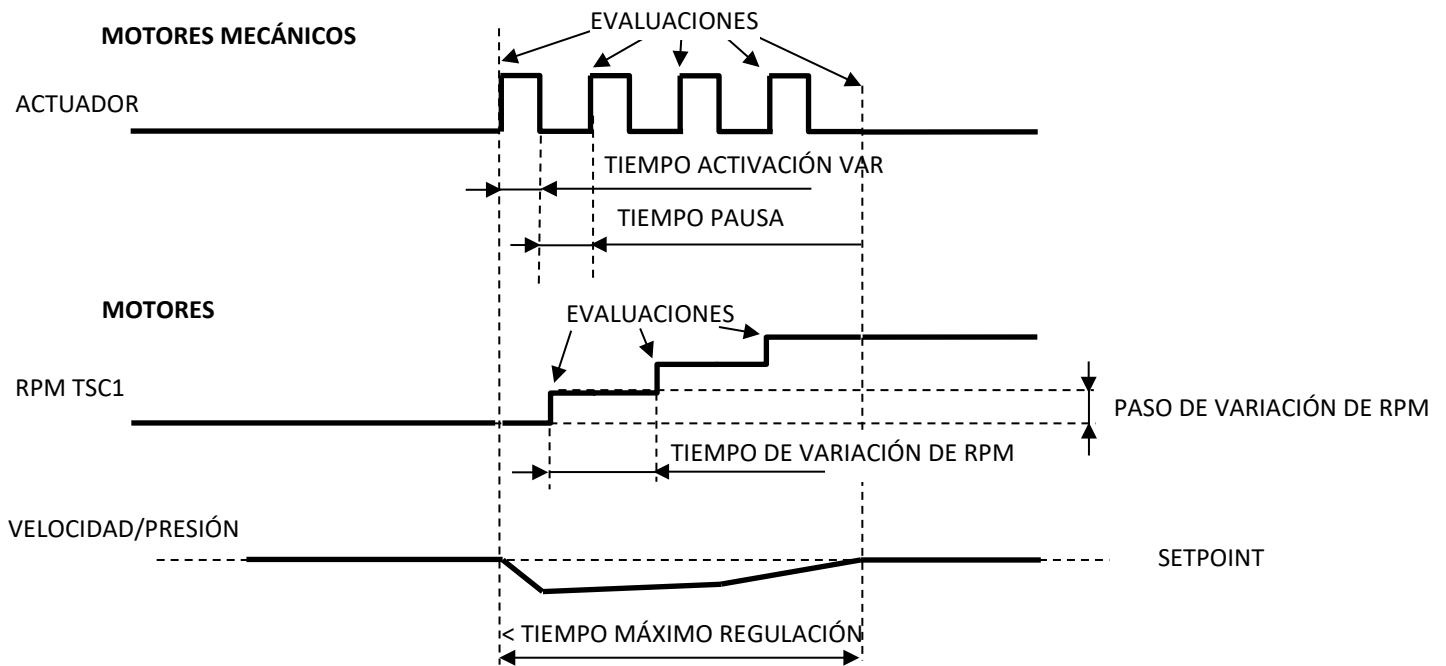 EVALUACIONES
MOTORES MECÁNICOS
ACTUADOR
TIEMPO ACTIVACIÓN VAR
TIEMPO PAUSA
MOTORES
EVALUACIONES
RPM TSC1
PASO DE VARIACIÓN DE RPM
TIEMPO DE VARIACIÓN DE RPM
VELOCIDAD/PRESIÓN
SETPOINT
< TIEMPO MÁXIMO REGULACIÓN